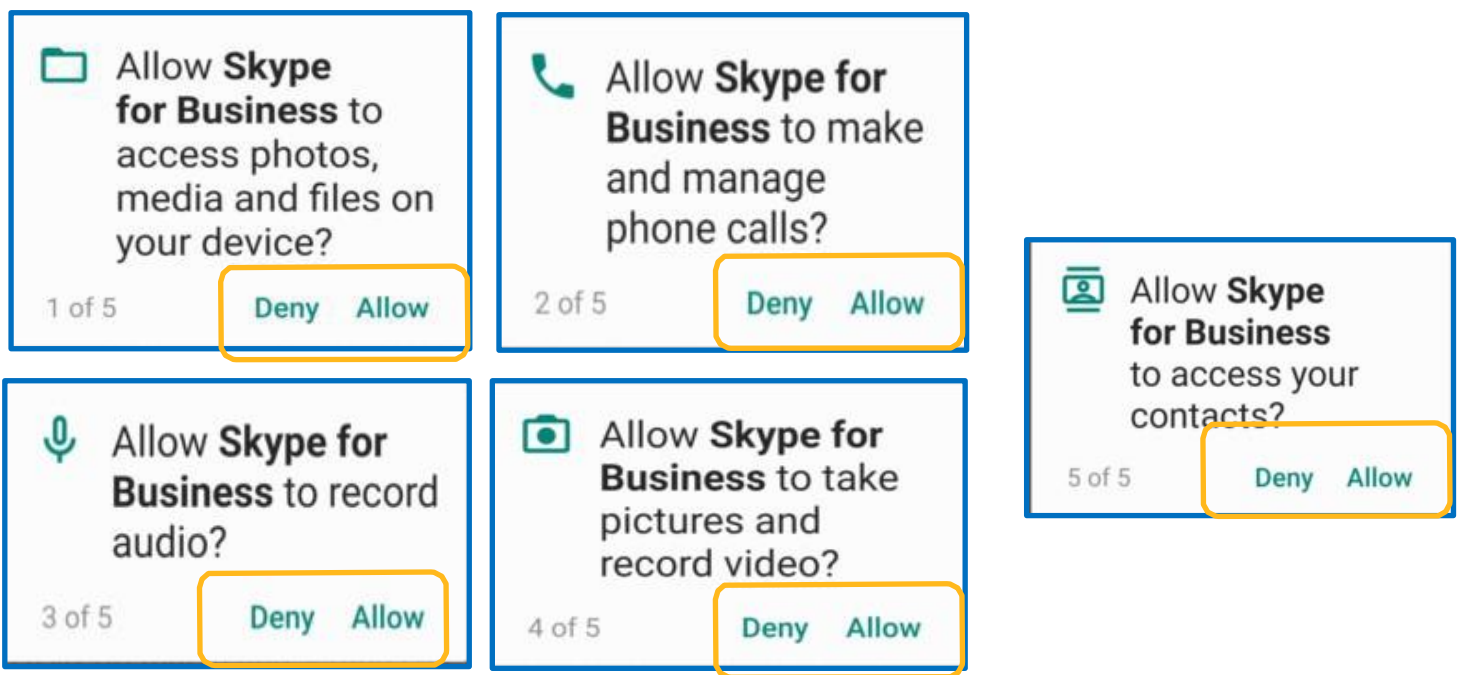 Allow Skype
for Business to
access photos,
media and files on
your device?
1 of 5
Deny Allow
Allow Skype for
Business to make
and manage
phone calls?
2 of 5
Deny Allow
Allow Skype for
Business to record
audio?
3 of 5
Deny Allow
Allow Skype for
Business to take
pictures and
record video?
4 of 5
Deny Allow
Allow Skype
for Business
to access your
contacts?
5 of 5
Deny Allow